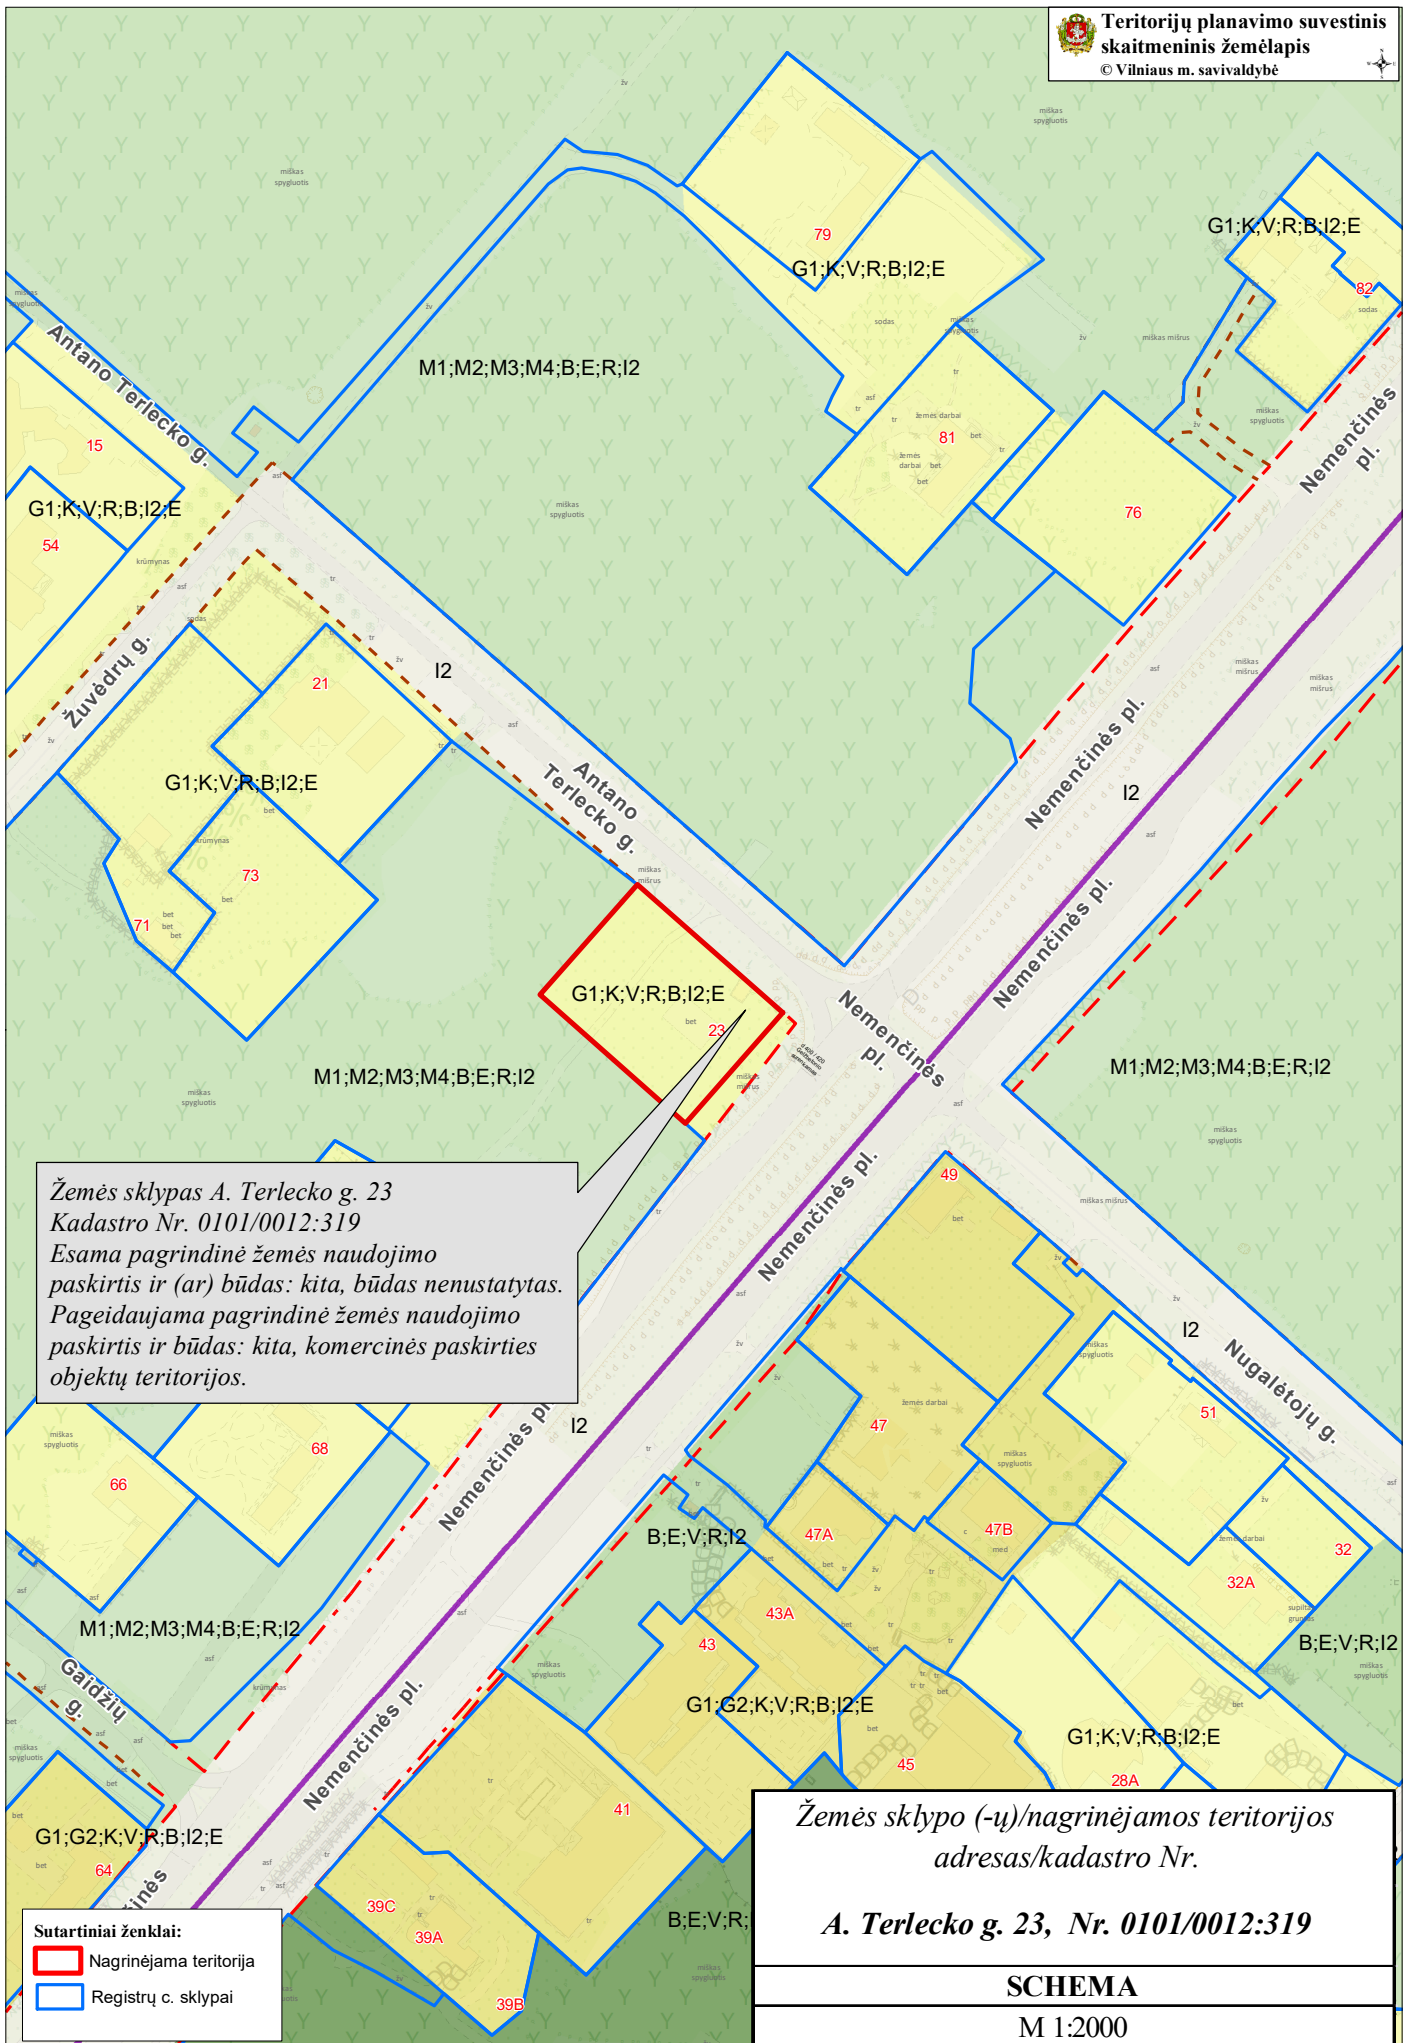 Teritorijų planavimo suvestinis
skaitmeninis žemėlapis
© Vilniaus m. savivaldybė
G1;K;V;R;B;I2;E
82
79
G1;K;V;R;B;I2;E
M1;M2;M3;M4;B;E;R;I2
81
76
Nemenčinės
pl.
Antano Terlecko g.
15
G1;K;V;R;B;I2;E
54
Žuvėdrų g.
21
I2
G1;K;V;R;B;I2;E
73
71
Antano
Terlecko g.
Nemenčinės pl.
I2
Nemenčinės pl.
G1;K;V;R;B;I2;E
23
Nemenčinės
pl.
M1;M2;M3;M4;B;E;R;I2
M1;M2;M3;M4;B;E;R;I2
Žemės sklypas A. Terlecko g. 23
Kadastro Nr. 0101/0012:319
Esama pagrindinė žemės naudojimo
paskirtis ir (ar) būdas: kita, būdas nenustatytas.
Pageidaujama pagrindinė žemės naudojimo
paskirtis ir būdas: kita, komercinės paskirties
objektų teritorijos.
Nemenčinės pl.
49
I2
Nugalėtojų g.
51
47
47A
47B
32
32A
68
66
I2
Nemenčinės pl.
B;E;V;R;I2
M1;M2;M3;M4;B;E;R;I2
43A
43
B;E;V;R;I2
Gaidžių
g.
Nemenčinės pl.
G1;G2;K;V;R;B;I2;E
G1;K;V;R;B;I2;E
45
28A
41
G1;G2;K;V;R;B;I2;E
64
39C
39A
39B
B;E;V;R;
Žemės sklypo (-ų)/nagrinėjamos teritorijos
adresas/kadastro Nr.
A. Terlecko g. 23, Nr. 0101/0012:319
SCHEMA
M 1:2000
Sutartiniai ženklai:
Nagrinėjama teritorija
Registrų c. sklypai